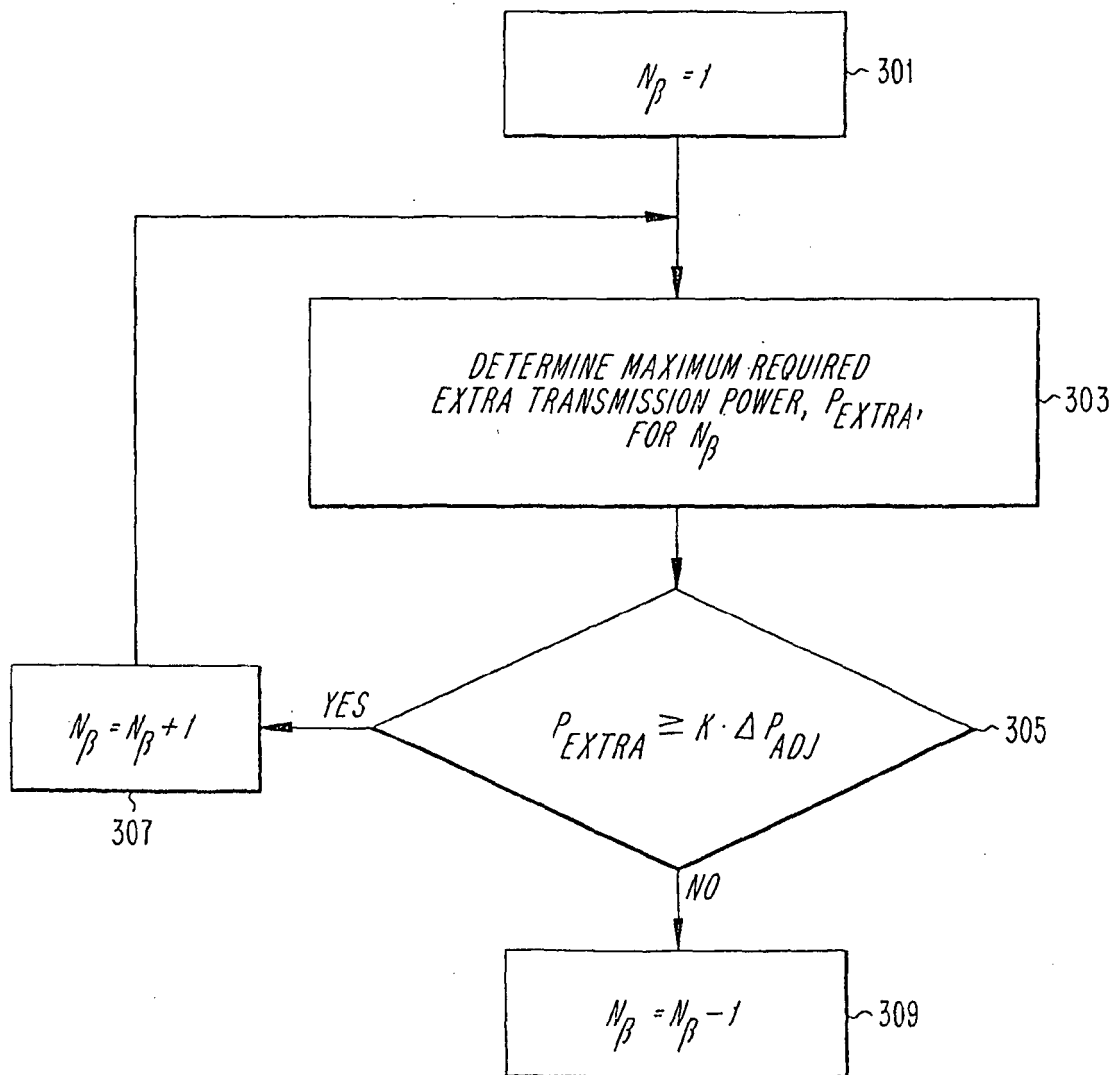 N_β = 1
301
DETERMINE MAXIMUM REQUIRED
EXTRA TRANSMISSION POWER, P_EXTRA,
FOR N_β
303
P_EXTRA ≥ K · Δ P_ADJ
305
YES
N_β = N_β + 1
307
NO
N_β = N_β − 1
309